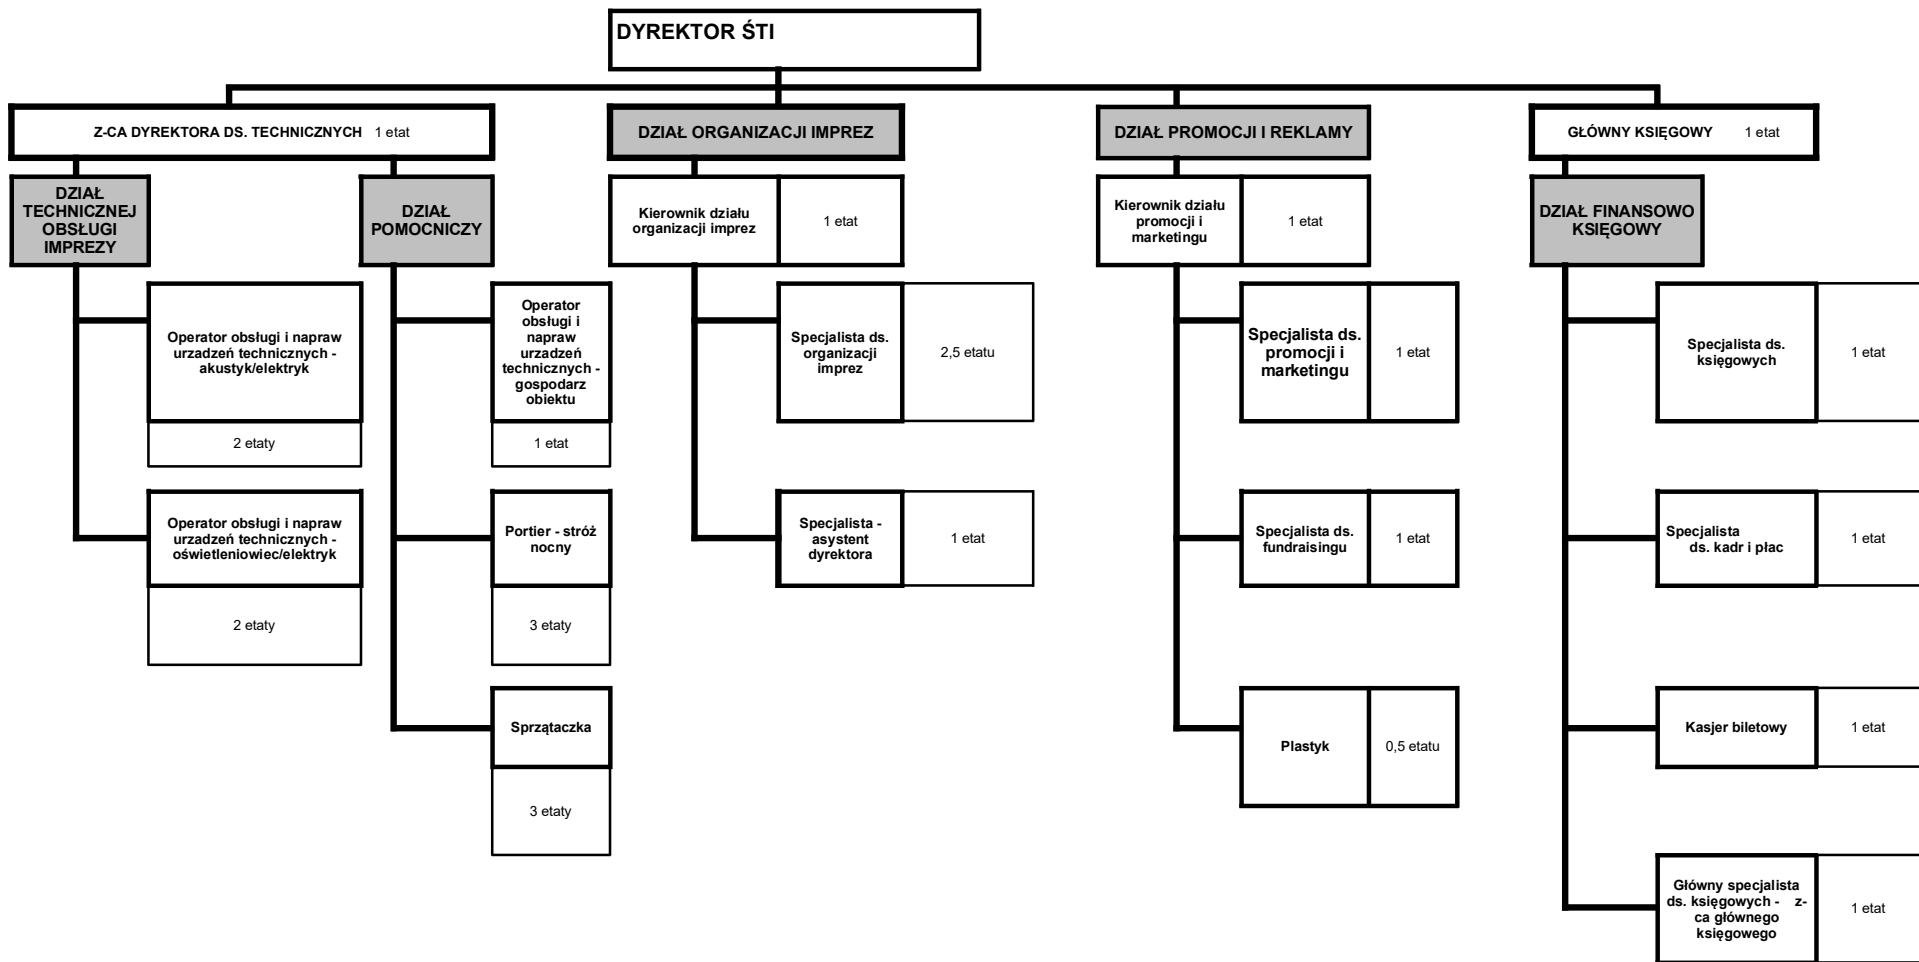 DYREKTOR ŚTI
Z-CA DYREKTORA DS. TECHNICZNYCH 1 etat
DZIAŁ ORGANIZACJI IMPREZ
DZIAŁ PROMOCJI I REKLAMY
GŁÓWNY KSIĘGOWY 1 etat
DZIAŁ
TECHNICZNEJ
OBSŁUGI
IMPREZY
DZIAŁ
POMOCNICZY
Kierownik działu
organizacji imprez
1 etat
Kierownik działu
promocji i
marketingu
1 etat
DZIAŁ FINANSOWO
KSIĘGOWY
Operator obsługi i napraw
urzadzeń technicznych -
akustyk/elektryk
2 etaty
Operator
obsługi i
napraw
urzadzeń
technicznych -
gospodarz
obiektu
1 etat
Specjalista ds.
organizacji
imprez
2,5 etatu
Specjalista ds.
promocji i
marketingu
1 etat
Specjalista ds.
księgowych
1 etat
Operator obsługi i napraw
urzadzeń technicznych -
oświetleniowiec/elektryk
2 etaty
Portier - stróż
nocny
3 etaty
Specjalista -
asystent
dyrektora
1 etat
Specjalista ds.
fundraisingu
1 etat
Specjalista
ds. kadr i płac
1 etat
Sprzątaczka
3 etaty
Plastyk
0,5 etatu
Kasjer biletowy
1 etat
Główny specjalista
ds. księgowych - z-
ca głównego
księgowego
1 etat